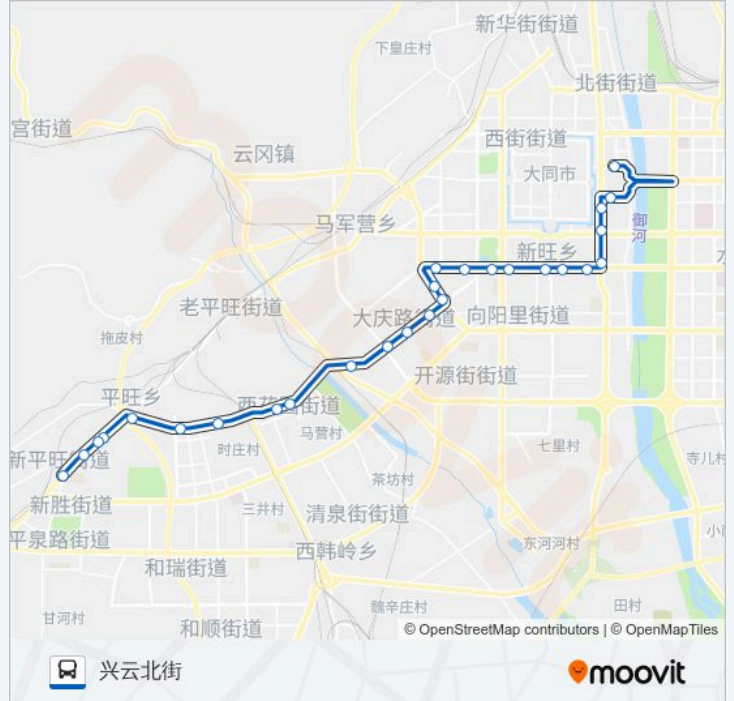 新华街街道
下皇庄村
北街街道
宫街道
西街街道
云冈镇
大同市
马军营乡
御河
新旺乡
老平旺街道
大庆路街道
向阳里街道
拖皮村
开源街街道
平旺乡
西花园街道
马营村
七里村
时庄村
新平旺街道
寺儿村
茶坊村
新胜街道
三井村
清泉街街道
平泉路街道
西韩岭乡
东河河村
和瑞街道
魏辛庄村
田村
甘河村
和顺街道
© OpenStreetMap contributors | © OpenMapTiles
兴云北街
moovit